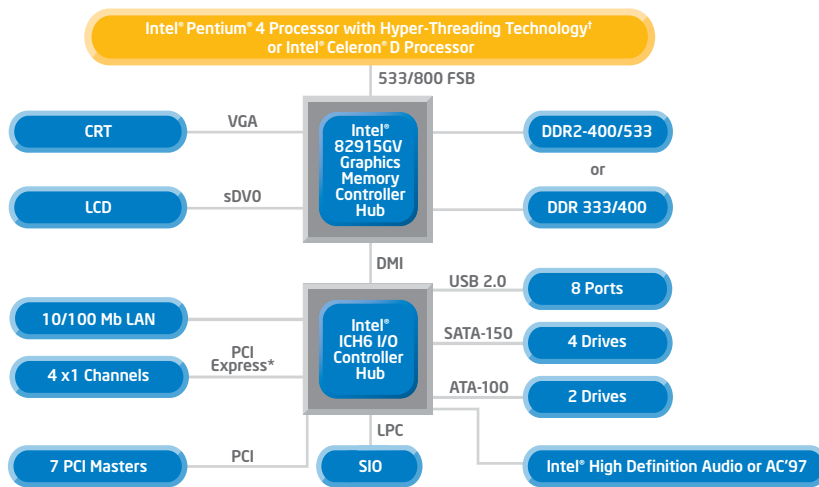 Intel® Pentium® 4 Processor with Hyper-Threading Technology†
or Intel® Celeron® D Processor
533/800 FSB
CRT
VGA
Intel®
82915GV
Graphics
Memory
Controller
Hub
DDR2-400/533
or
LCD
sDVO
DDR 333/400
DMI
USB 2.0
8 Ports
10/100 Mb LAN
Intel®
ICH6 I/O
Controller
Hub
SATA-150
4 Drives
PCI
Express*
4 x1 Channels
ATA-100
2 Drives
LPC
7 PCI Masters
PCI
SIO
Intel® High Definition Audio or AC'97